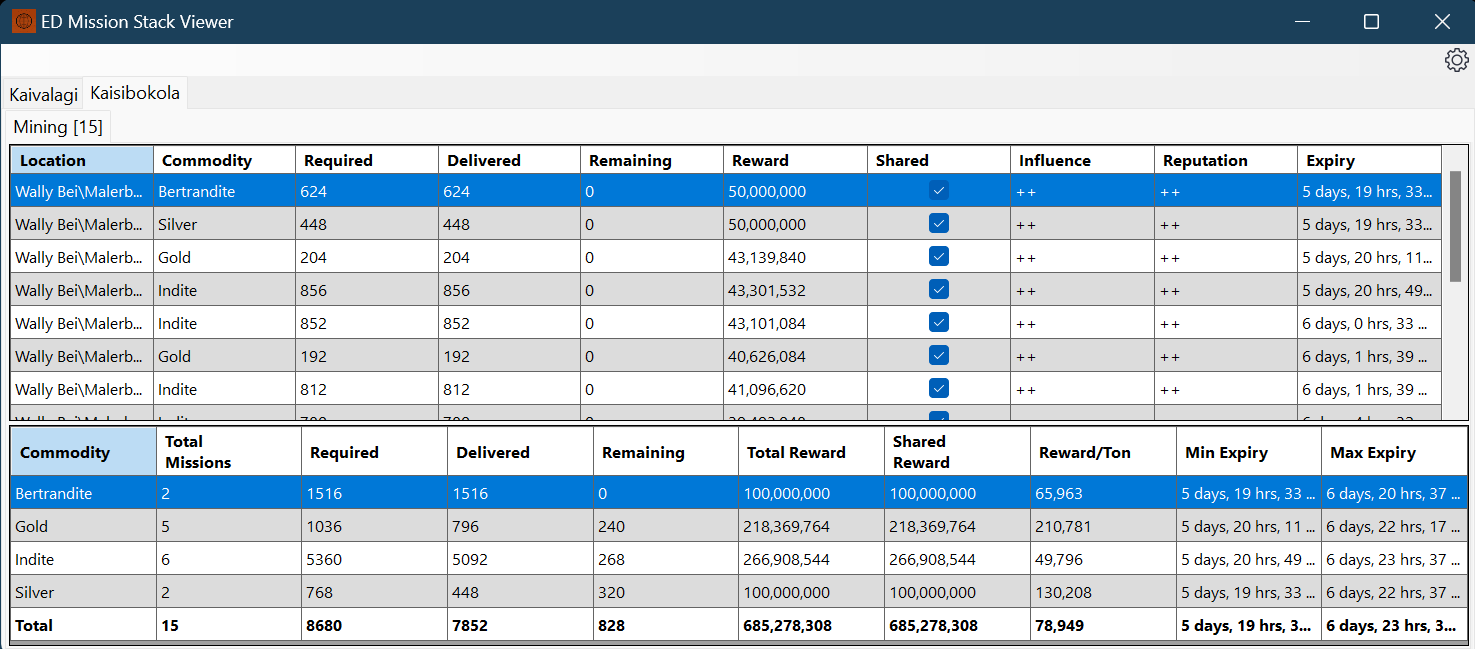 ED Mission Stack Viewer
Kaivalagi Kaisibokola
Mining [15]
Location Commodity Required Delivered Remaining Reward Shared Influence Reputation Expiry
Wally Bei\Malerb... Bertrandite 624 624 0 50,000,000 ++ ++ 5 days, 19 hrs, 33...
Wally Bei\Malerb... Silver 448 448 0 50,000,000 ++ ++ 5 days, 19 hrs, 33...
Wally Bei\Malerb... Gold 204 204 0 43,139,840 ++ ++ 5 days, 20 hrs, 11...
Wally Bei\Malerb... Indite 856 856 0 43,301,532 ++ ++ 5 days, 20 hrs, 49...
Wally Bei\Malerb... Indite 852 852 0 43,101,084 ++ ++ 6 days, 0 hrs, 33 ...
Wally Bei\Malerb... Gold 192 192 0 40,626,084 ++ ++ 6 days, 1 hrs, 39 ...
Wally Bei\Malerb... Indite 812 812 0 41,096,620 ++ ++ 6 days, 1 hrs, 39 ...
Commodity Total Missions Required Delivered Remaining Total Reward Shared Reward Reward/Ton Min Expiry Max Expiry
Bertrandite 2 1516 1516 0 100,000,000 100,000,000 65,963 5 days, 19 hrs, 33 ... 6 days, 20 hrs, 37 ...
Gold 5 1036 796 240 218,369,764 218,369,764 210,781 5 days, 20 hrs, 11 ... 6 days, 22 hrs, 17 ...
Indite 6 5360 5092 268 266,908,544 266,908,544 49,796 5 days, 20 hrs, 49 ... 6 days, 23 hrs, 37 ...
Silver 2 768 448 320 100,000,000 100,000,000 130,208 5 days, 19 hrs, 33 ... 6 days, 22 hrs, 37 ...
Total 15 8680 7852 828 685,278,308 685,278,308 78,949 5 days, 19 hrs, 3... 6 days, 23 hrs, 3...